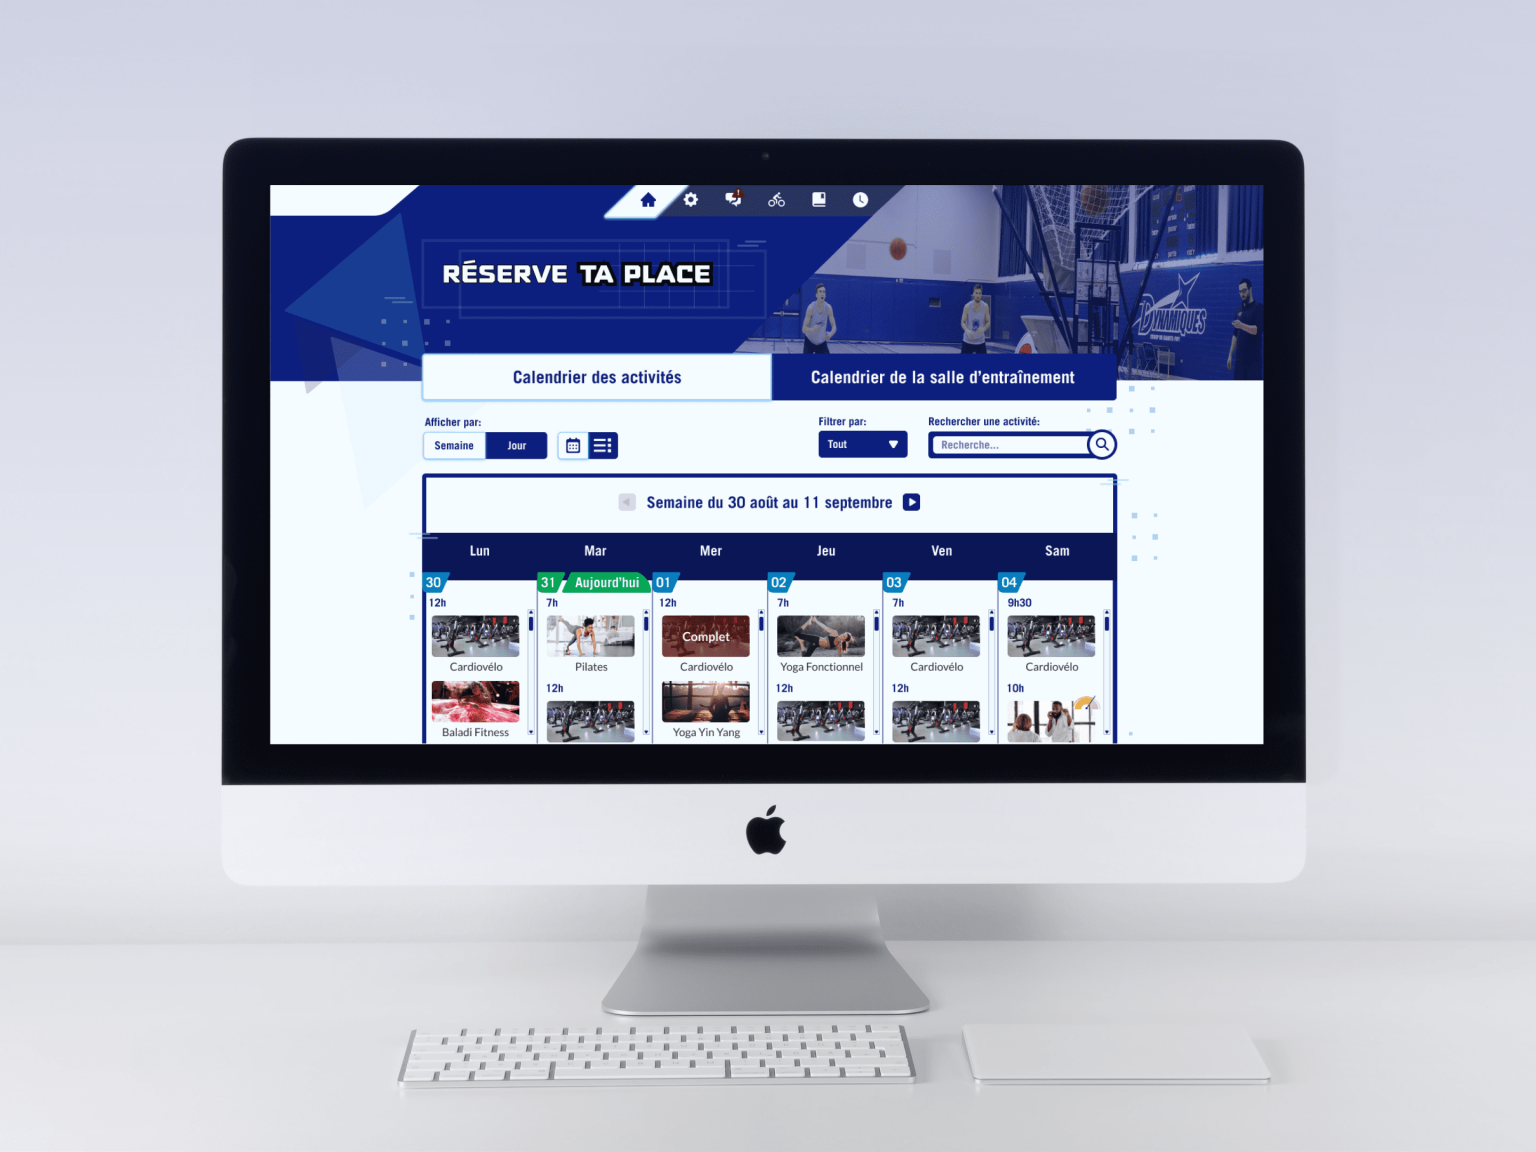 RÉSERVE TA PLACE
DYNAMIQUES
Calendrier des activités
Calendrier de la salle d'entraînement
Afficher par:
Semaine
Jour
Filtrer par:
Tout
Rechercher une activité:
Recherche...
Semaine du 30 août au 11 septembre
Lun
Mar
Mer
Jeu
Ven
Sam
30
31
Aujourd'hui
01
02
03
04
12h
7h
12h
7h
7h
9h30
Complet
Cardiovélo
Pilates
Cardiovélo
Yoga Fonctionnel
Cardiovélo
Cardiovélo
12h
12h
12h
10h
Baladi Fitness
Yoga Yin Yang